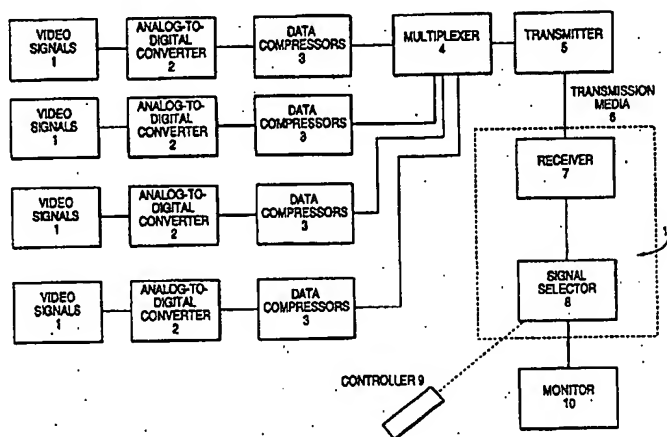 VIDEO
SIGNALS
1
ANALOG-TO-
DIGITAL
CONVERTER
2
DATA
COMPRESSORS
3
MULTIPLEXER
4
TRANSMITTER
5
VIDEO
SIGNALS
1
ANALOG-TO-
DIGITAL
CONVERTER
2
DATA
COMPRESSORS
3
TRANSMISSION
MEDIA
6
RECEIVER
7
VIDEO
SIGNALS
1
ANALOG-TO-
DIGITAL
CONVERTER
2
DATA
COMPRESSORS
3
VIDEO
SIGNALS
1
ANALOG-TO-
DIGITAL
CONVERTER
2
DATA
COMPRESSORS
3
SIGNAL
SELECTOR
8
CONTROLLER 9
MONITOR
10